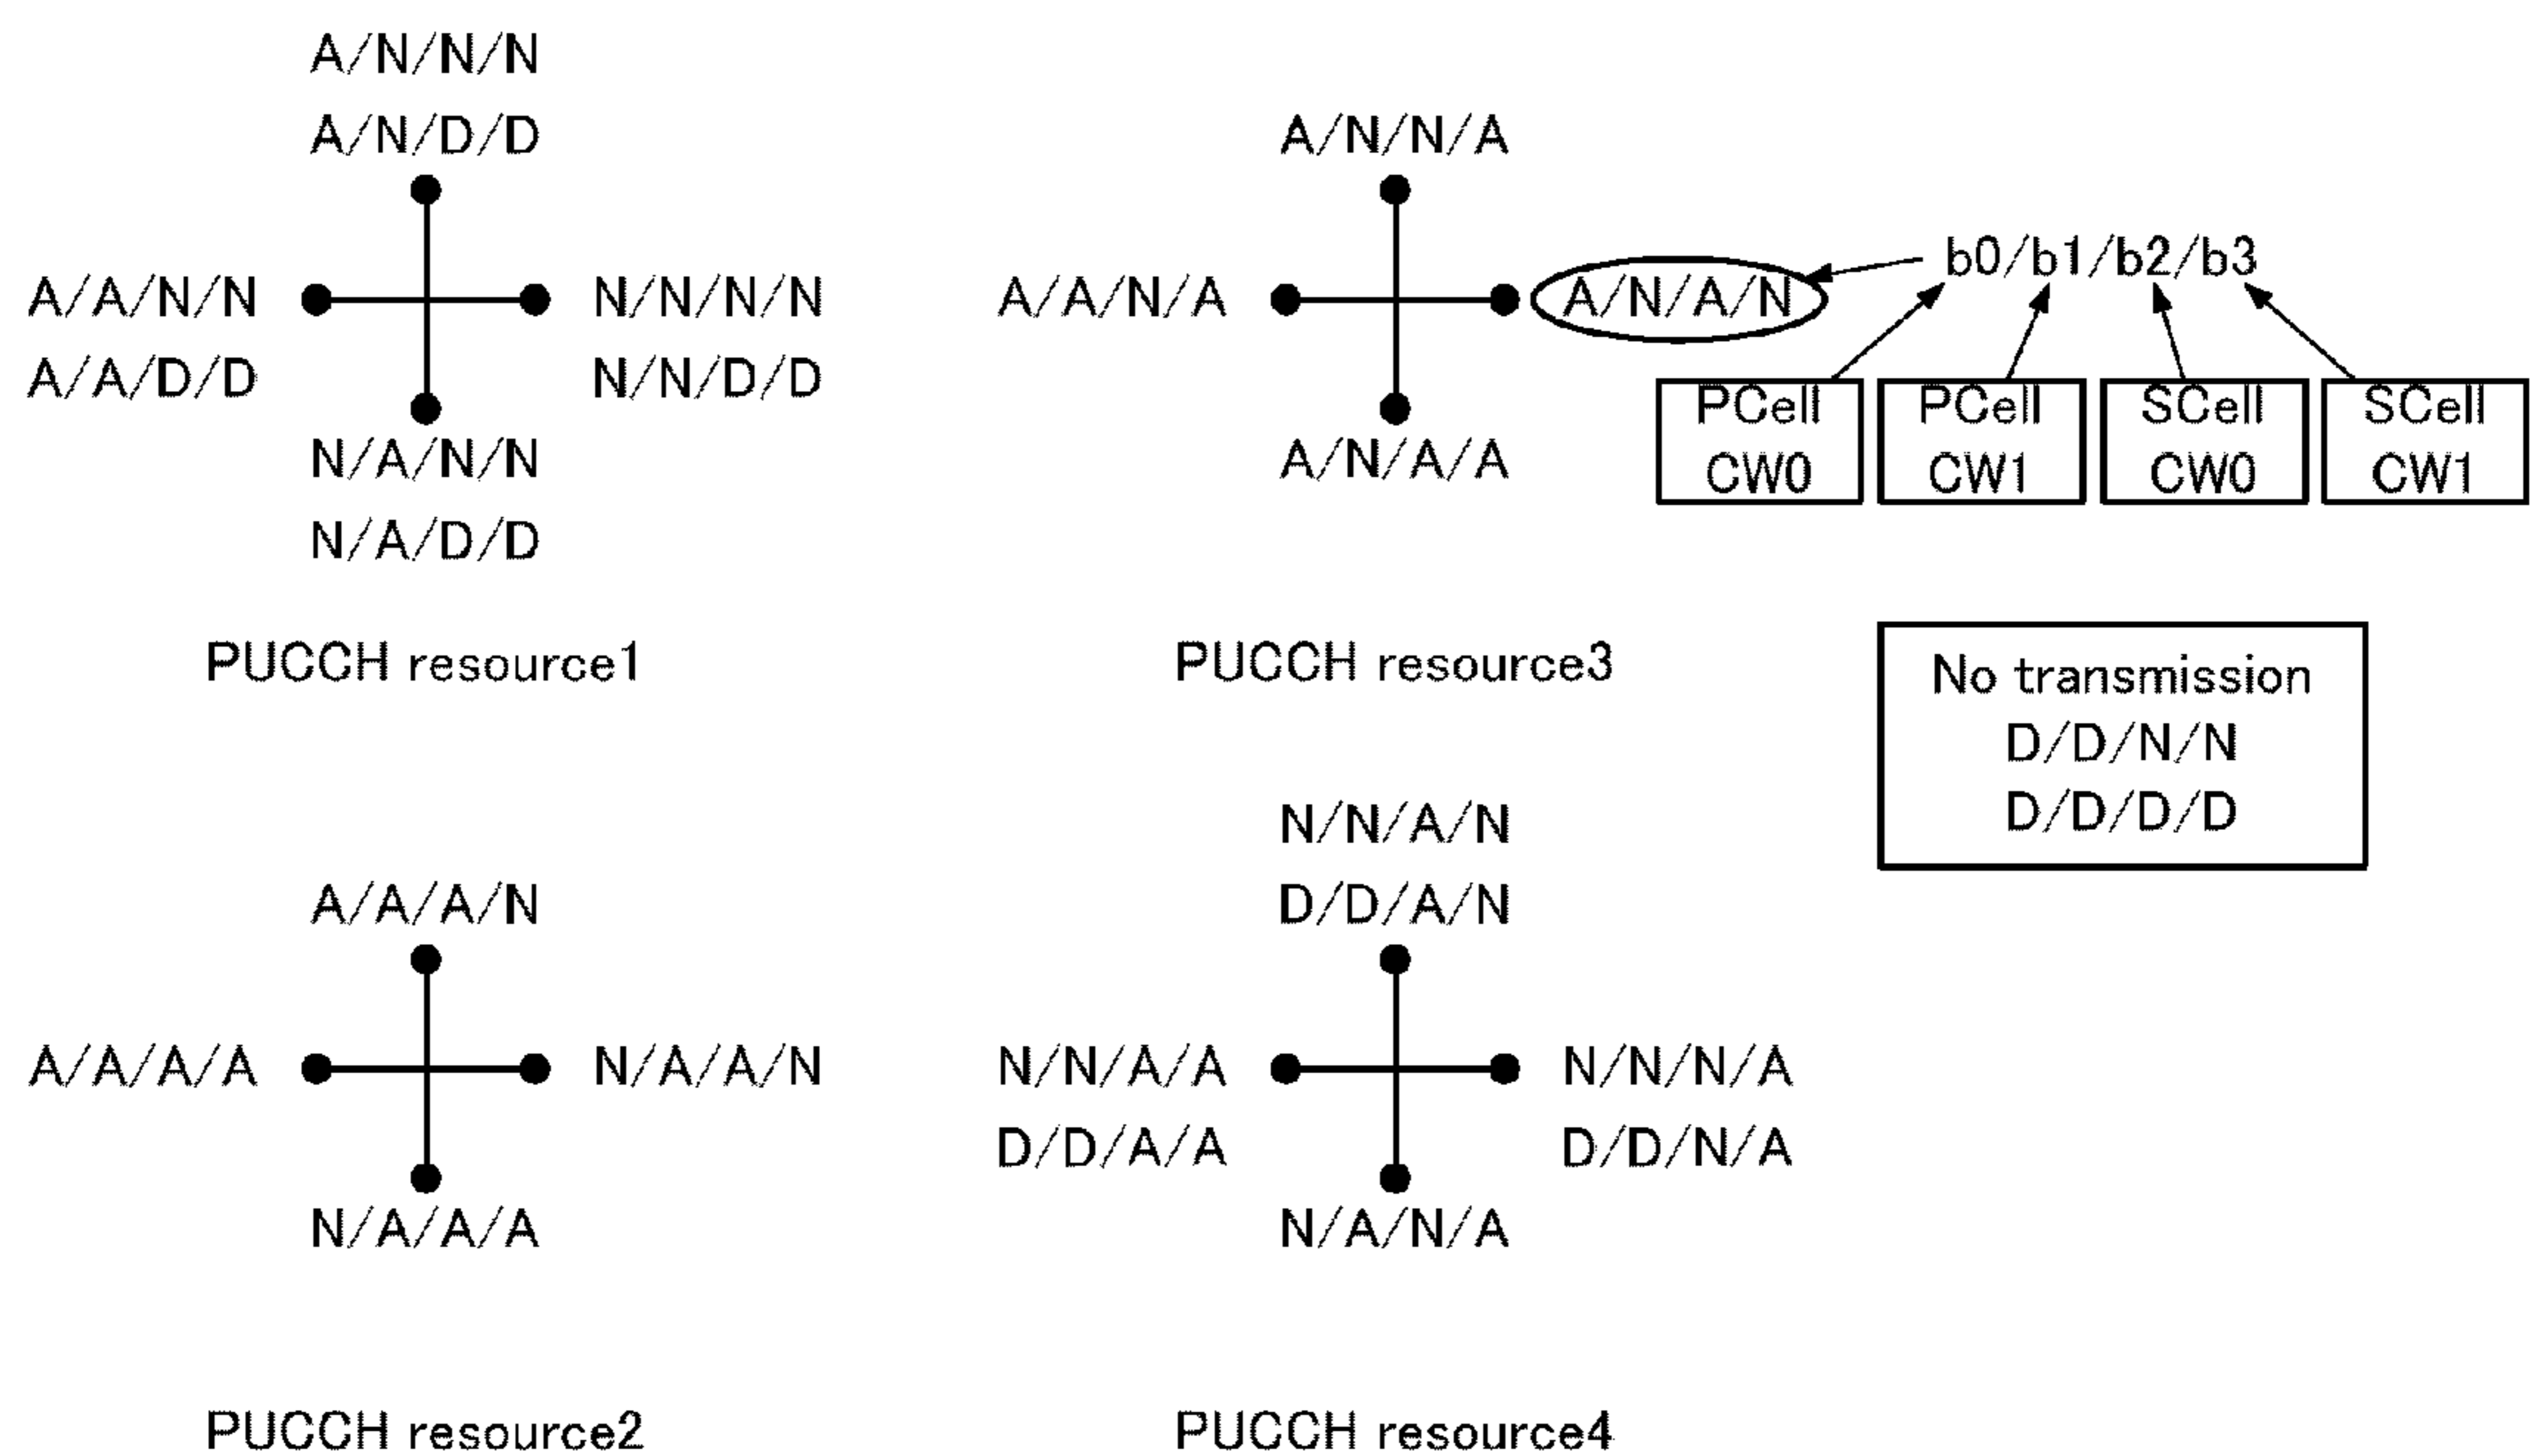 A/N/N/N
A/N/D/D
A/A/N/N
A/A/D/D
N/N/N/N
N/N/D/D
N/A/N/N
N/A/D/D
PUCCH resource1
A/N/N/A
A/A/N/A
A/N/A/N
A/N/A/A
PUCCH resource3
b0/b1/b2/b3
PCell
CW0
PCell
CW1
SCell
CW0
SCell
CW1
No transmission
D/D/N/N
D/D/D/D
A/A/A/N
A/A/A/A
N/A/A/N
N/A/A/A
PUCCH resource2
N/N/A/N
D/D/A/N
N/N/A/A
D/D/A/A
N/N/N/A
D/D/N/A
N/A/N/A
PUCCH resource4